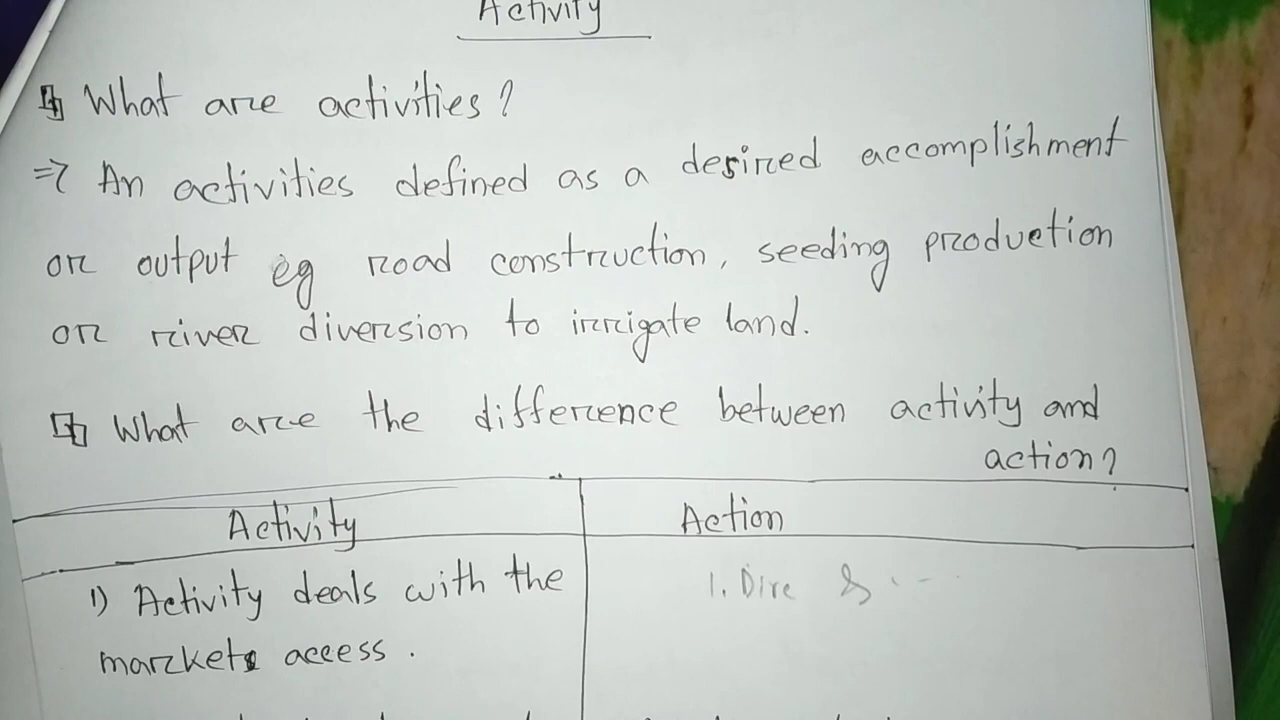 Activity
What are activities?
=> An activities defined as a desired accomplishment
or output eg road construction, seeding production
or river diversion to irrigate land.
What are the difference between activity and
action?
Activity
Action
1) Activity deals with the
markets access.
1. Dire &